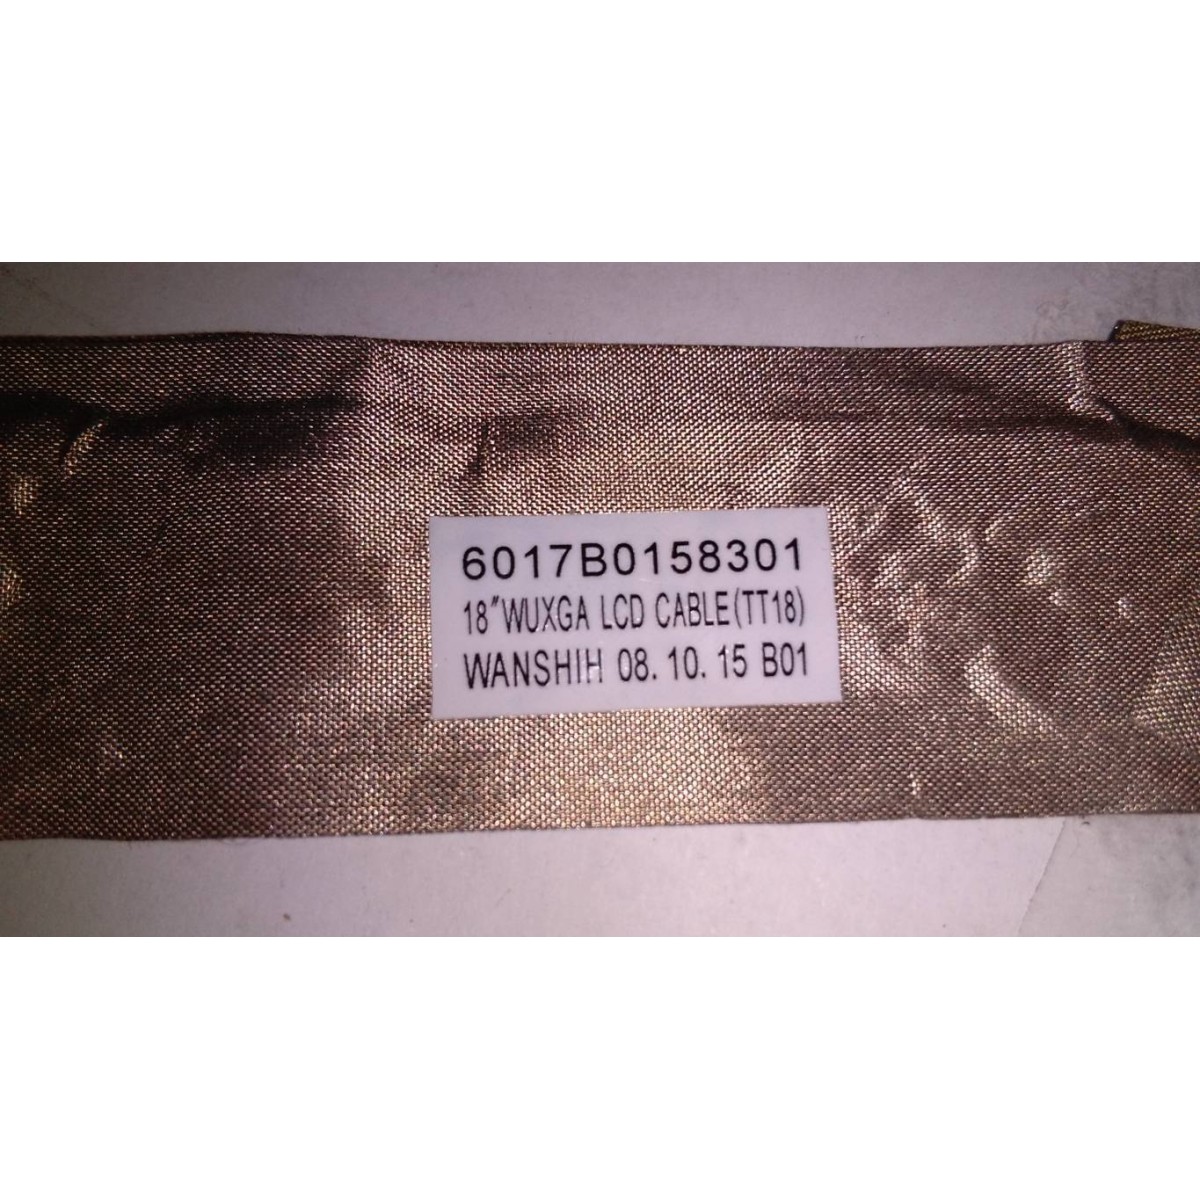 6017B0158301
18"WUXGA LCD CABLE(TT18)
WANSHIH 08. 10. 15 B01